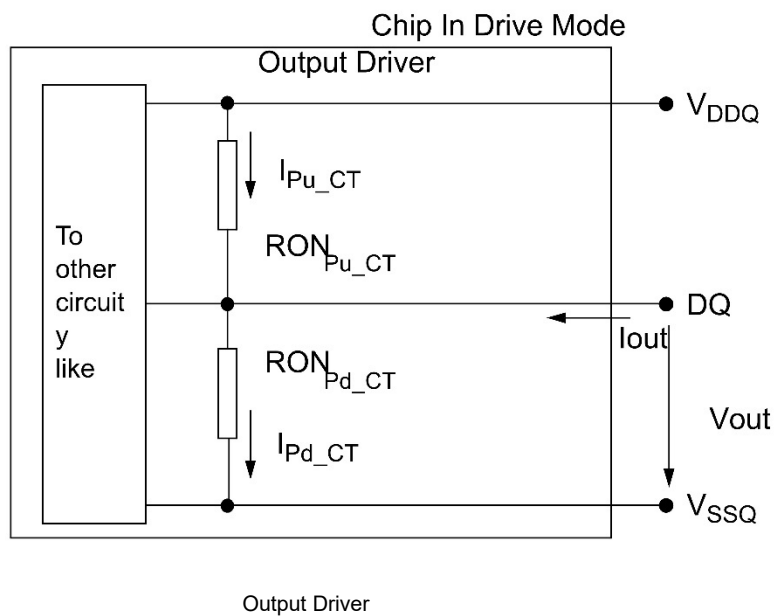 Chip In Drive Mode
Output Driver
VDDQ
IPu_CT
To
other
circuit
y
like
RONPu_CT
DQ
Iout
RONPd_CT
Vout
IPd_CT
VSSQ
Output Driver